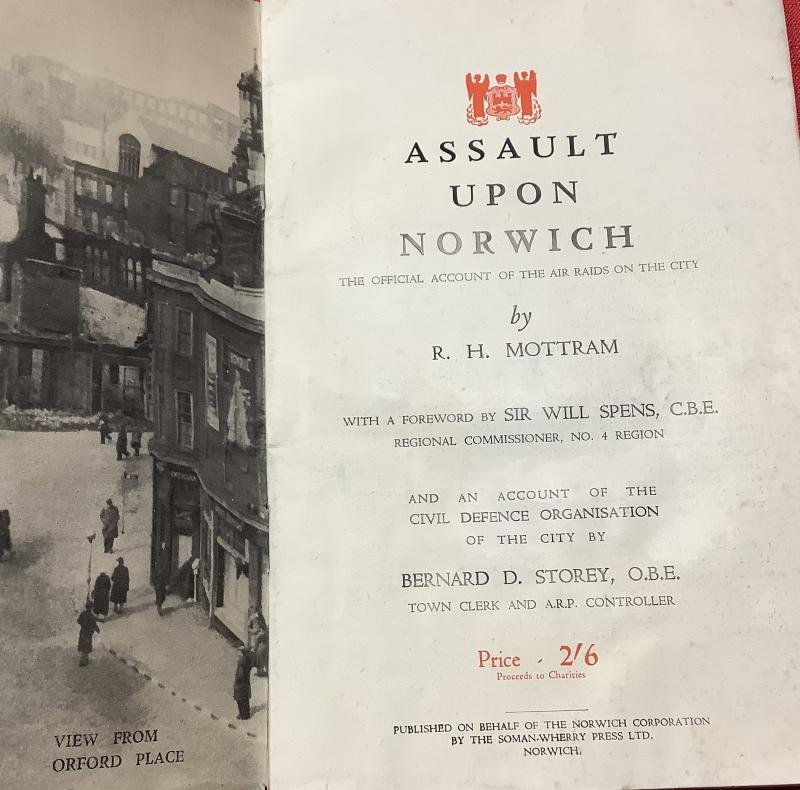 VIEW FROM
ORFORD PLACE
ASSAULT
UPON
NORWICH
THE OFFICIAL ACCOUNT OF THE AIR RAIDS ON THE CITY
by
R. H. MOTTRAM
WITH A FOREWORD BY SIR WILL SPENS, C.B.E.
REGIONAL COMMISSIONER, NO. 4 REGION
AND AN ACCOUNT OF THE
CIVIL DEFENCE ORGANISATION
OF THE CITY BY
BERNARD D. STOREY, O.B.E.
TOWN CLERK AND A.R.P. CONTROLLER
Price - 2/6
Proceeds to Charities
PUBLISHED ON BEHALF OF THE NORWICH CORPORATION
BY THE SOMAN-WHERRY PRESS LTD.
NORWICH.